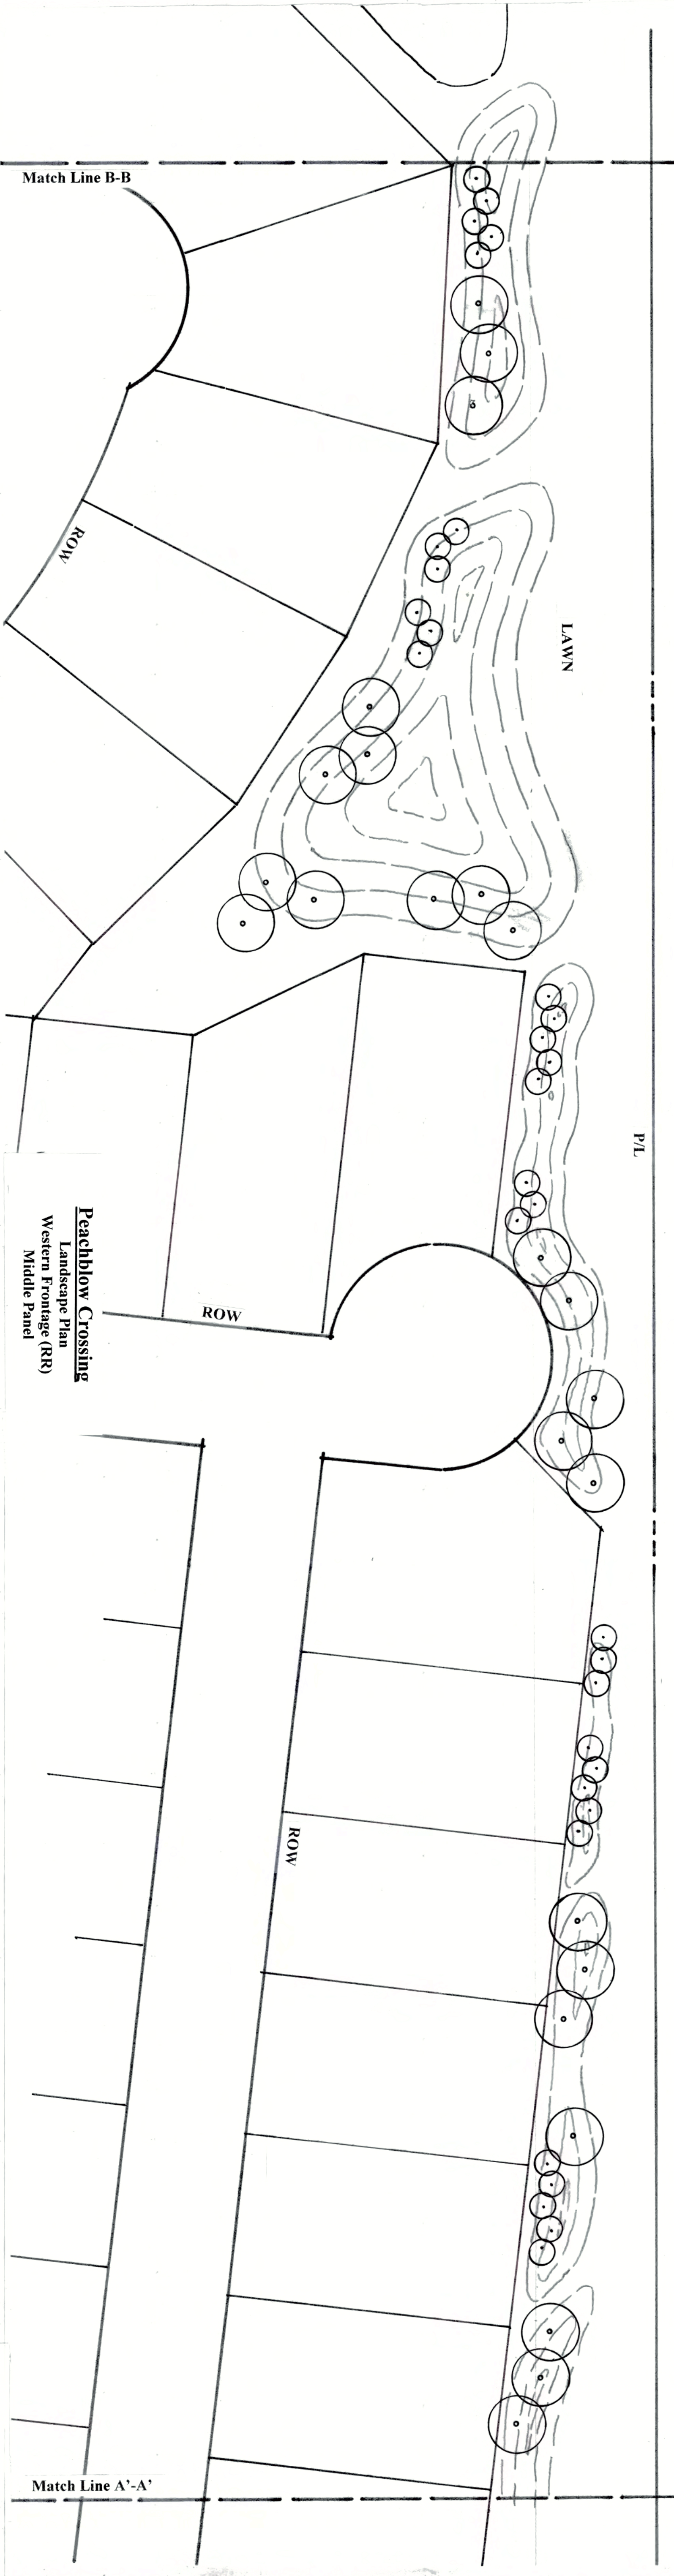 Match Line B-B
ROW
LAWN
P/L
Peachblow Crossing
Landscape Plan
Western Frontage (RR)
Middle Panel
ROW
ROW
Match Line A'-A'